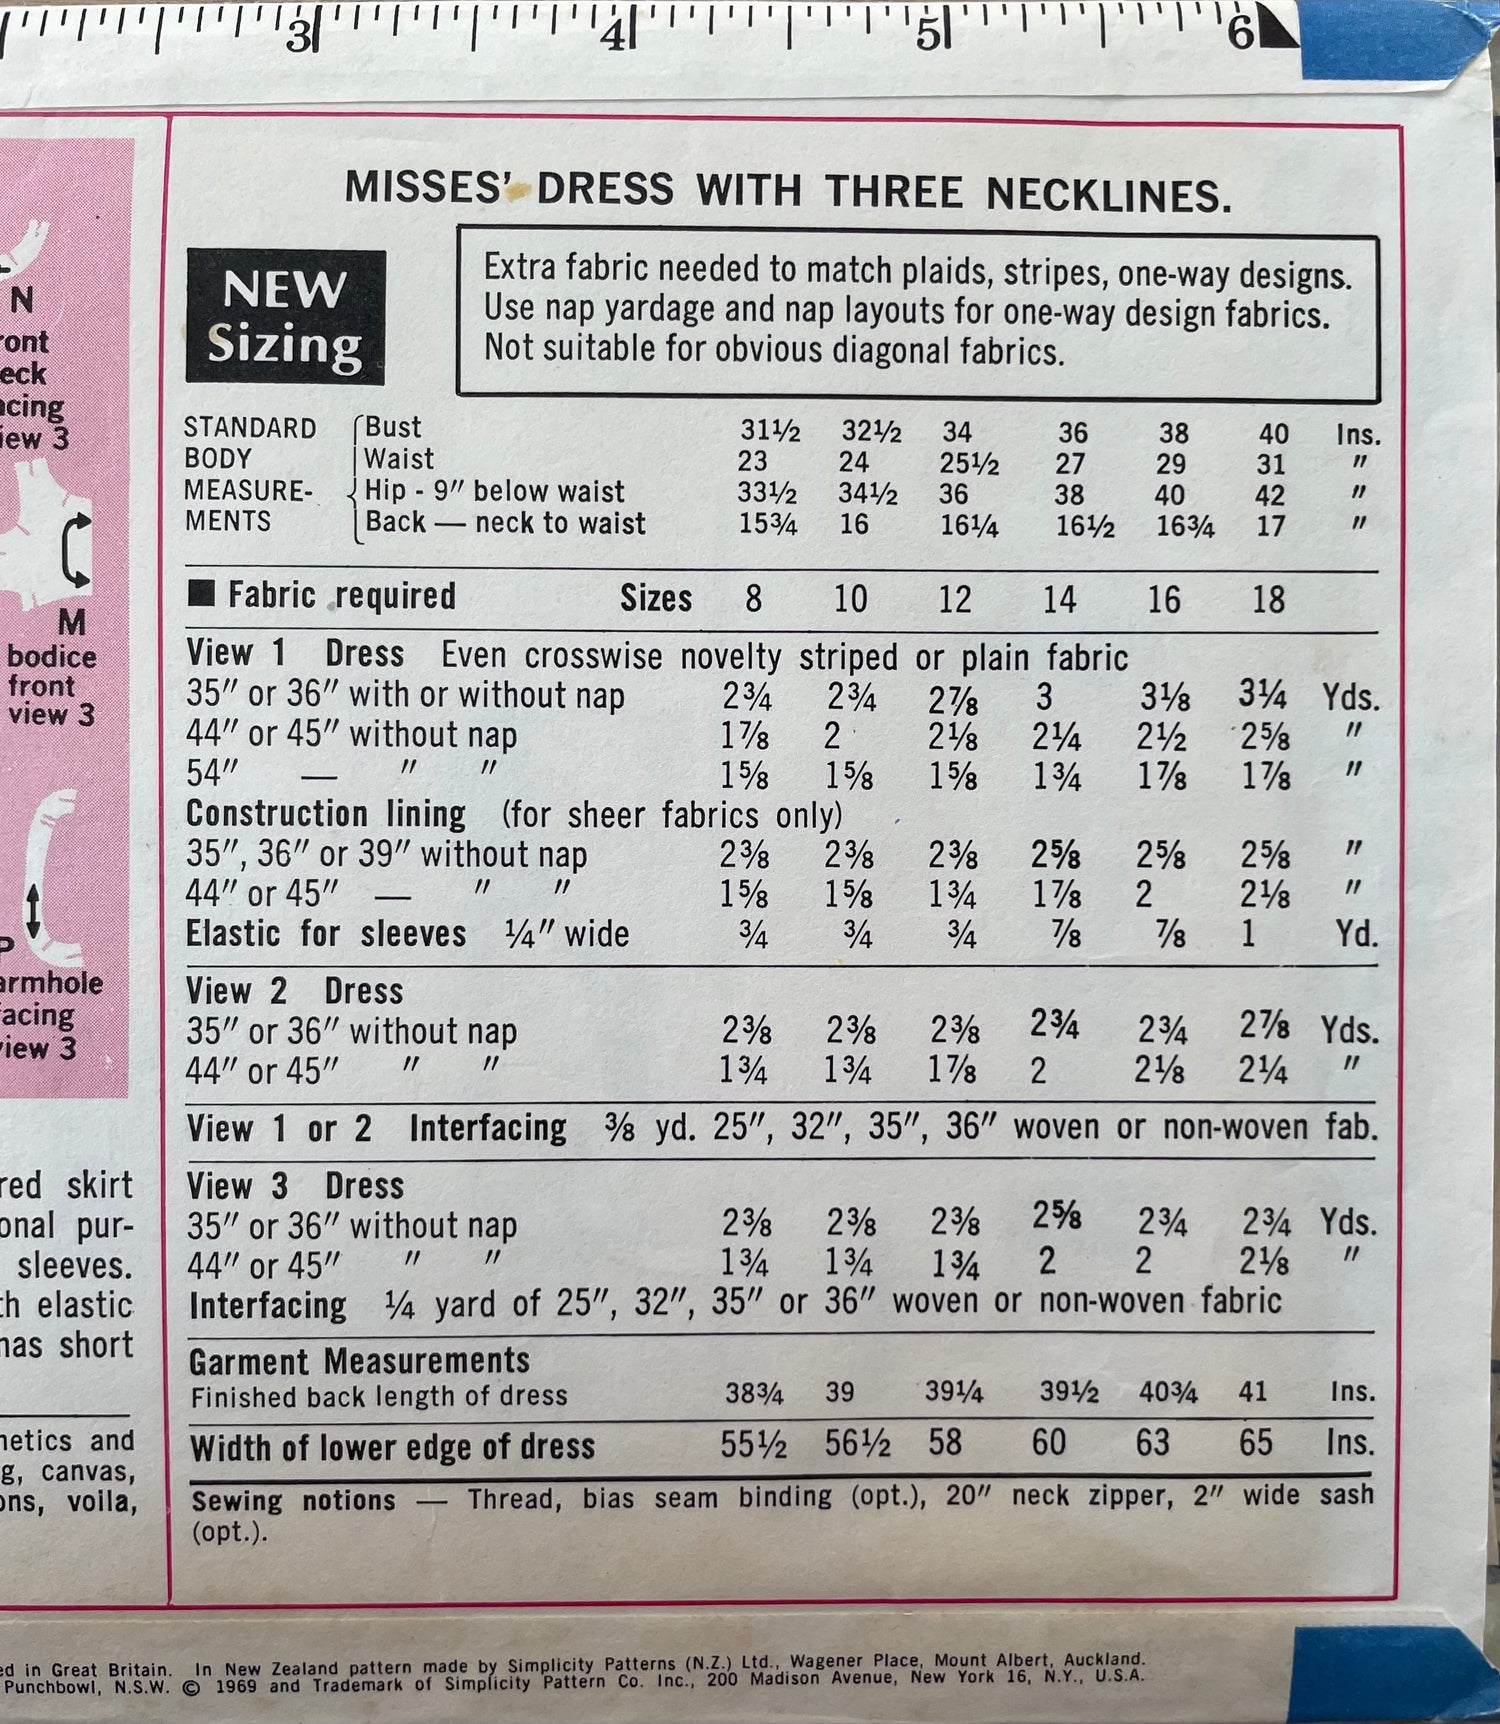 3 4 5 6
MISSES' DRESS WITH THREE NECKLINES.
NEW
Sizing
Extra fabric needed to match plaids, stripes, one-way designs.
Use nap yardage and nap layouts for one-way design fabrics.
Not suitable for obvious diagonal fabrics.
STANDARD Bust 31½ 32½ 34 36 38 40 Ins.
BODY Waist 23 24 25½ 27 29 31 "
MEASURE- Hip - 9" below waist 33½ 34½ 36 38 40 42 "
MENTS Back — neck to waist 15¾ 16 16¼ 16½ 16¾ 17 "
■ Fabric required Sizes 8 10 12 14 16 18
View 1 Dress Even crosswise novelty striped or plain fabric
35" or 36" with or without nap 2¾ 2¾ 2⅞ 3 3⅛ 3¼ Yds.
44" or 45" without nap 1⅞ 2 2⅛ 2¼ 2½ 2⅝ "
54" — " " 1⅝ 1⅝ 1⅝ 1¾ 1⅞ 1⅞ "
Construction lining (for sheer fabrics only)
35", 36" or 39" without nap 2⅜ 2⅜ 2⅜ 2⅝ 2⅝ 2⅝ "
44" or 45" — " " 1⅝ 1⅝ 1¾ 1⅞ 2 2⅛ "
Elastic for sleeves ¼" wide ¾ ¾ ¾ ⅞ ⅞ 1 Yd.
View 2 Dress
35" or 36" without nap 2⅜ 2⅜ 2⅜ 2¾ 2¾ 2⅞ Yds.
44" or 45" " " 1¾ 1¾ 1⅞ 2 2⅛ 2¼ "
View 1 or 2 Interfacing ⅜ yd. 25", 32", 35", 36" woven or non-woven fab.
View 3 Dress
35" or 36" without nap 2⅜ 2⅜ 2⅜ 2⅝ 2¾ 2¾ Yds.
44" or 45" " " 1¾ 1¾ 1¾ 2 2 2⅛ "
Interfacing ¼ yard of 25", 32", 35" or 36" woven or non-woven fabric
Garment Measurements
Finished back length of dress 38¾ 39 39¼ 39½ 40¾ 41 Ins.
Width of lower edge of dress 55½ 56½ 58 60 63 65 Ins.
Sewing notions — Thread, bias seam binding (opt.), 20" neck zipper, 2" wide sash
(opt.).
N
ront
eck
acing
iew 3
M
bodice
front
view 3
P
armhole
facing
view 3
red skirt
onal pur-
sleeves.
th elastic
has short
hetics and
g, canvas,
ons, voila,
ed in Great Britain. In New Zealand pattern made by Simplicity Patterns (N.Z.) Ltd., Wagener Place, Mount Albert, Auckland.
Punchbowl, N.S.W. © 1969 and Trademark of Simplicity Pattern Co. Inc., 200 Madison Avenue, New York 16, N.Y., U.S.A.